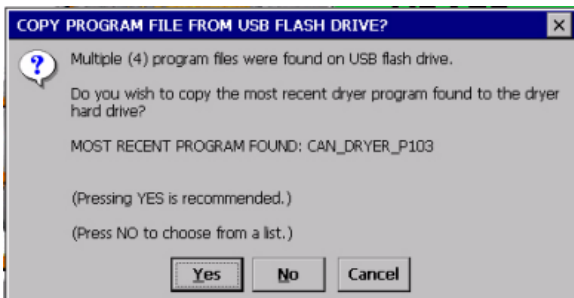 COPY PROGRAM FILE FROM USB FLASH DRIVE?
Multiple (4) program files were found on USB flash drive.
Do you wish to copy the most recent dryer program found to the dryer
hard drive?
MOST RECENT PROGRAM FOUND: CAN_DRYER_P103
(Pressing YES is recommended.)
(Press NO to choose from a list.)
Yes No Cancel